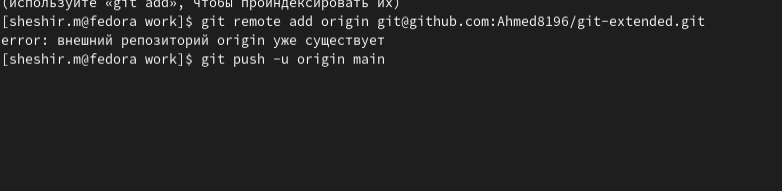 (используйте «git add», чтобы проиндексировать их)
[sheshir.m@fedora work]$ git remote add origin git@github.com:Ahmed8196/git-extended.git
error: внешний репозиторий origin уже существует
[sheshir.m@fedora work]$ git push -u origin main